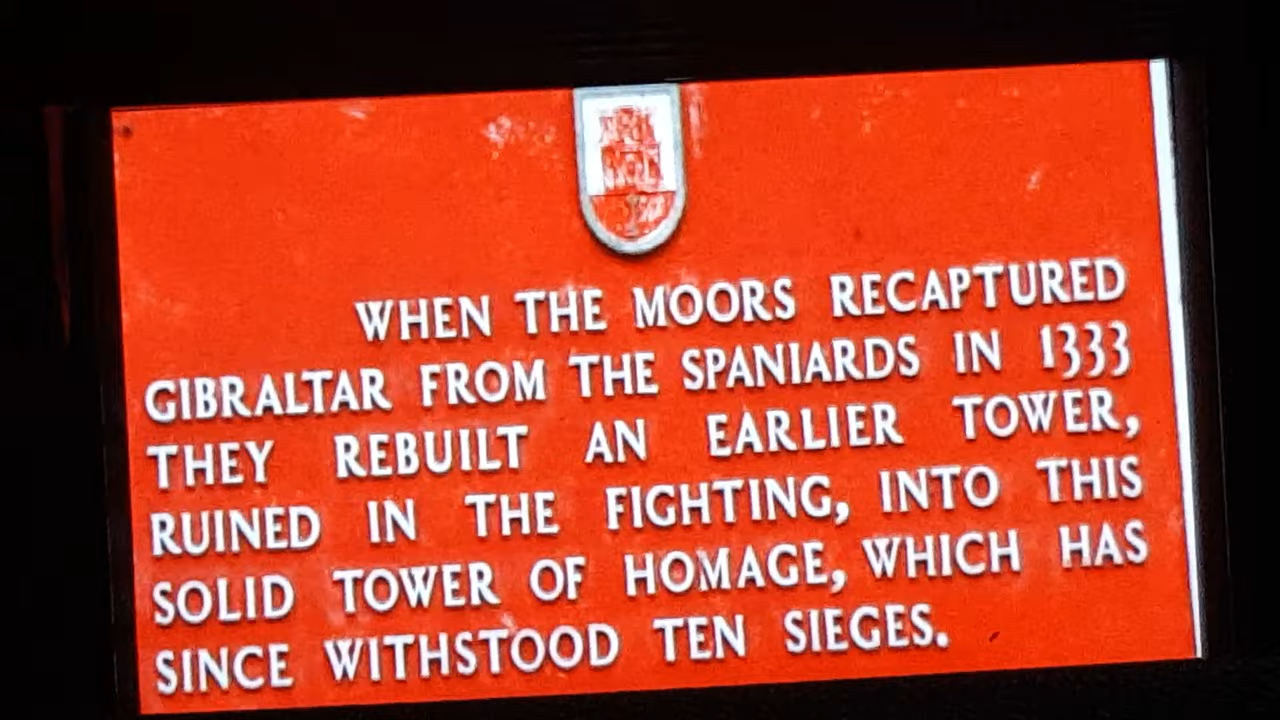 WHEN THE MOORS RECAPTURED
GIBRALTAR FROM THE SPANIARDS IN 1333
THEY REBUILT AN EARLIER TOWER,
RUINED IN THE FIGHTING, INTO THIS
SOLID TOWER OF HOMAGE, WHICH HAS
SINCE WITHSTOOD TEN SIEGES.